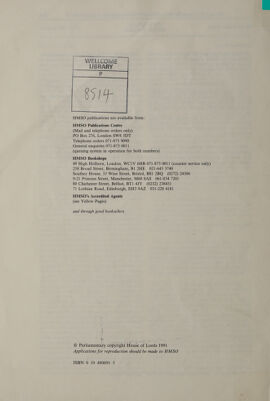 WELLCOME
LIBRARY
P
8514
HMSO publications are available from:
HMSO Publications Centre
(Mail and telephone orders only)
PO Box 276, London SW8 5DT
Telephone orders 071-873 9090
General enquiries 071-873 0011
(queuing system in operation for both numbers)
HMSO Bookshops
49 High Holborn, London, WC1V 6HB 071-873 0011 (counter service only)
258 Broad Street, Birmingham, B1 2HE 021-643 3740
Southey House, 33 Wine Street, Bristol, BS1 2BQ (0272) 264306
9-21 Princess Street, Manchester, M60 8AS 061-834 7201
80 Chichester Street, Belfast, BT1 4JY (0232) 238451
71 Lothian Road, Edinburgh, EH3 9AZ 031-228 4181
HMSO's Accredited Agents
(see Yellow Pages)
and through good booksellers
© Parliamentary copyright House of Lords 1991
Applications for reproduction should be made to HMSO
ISBN 0 10